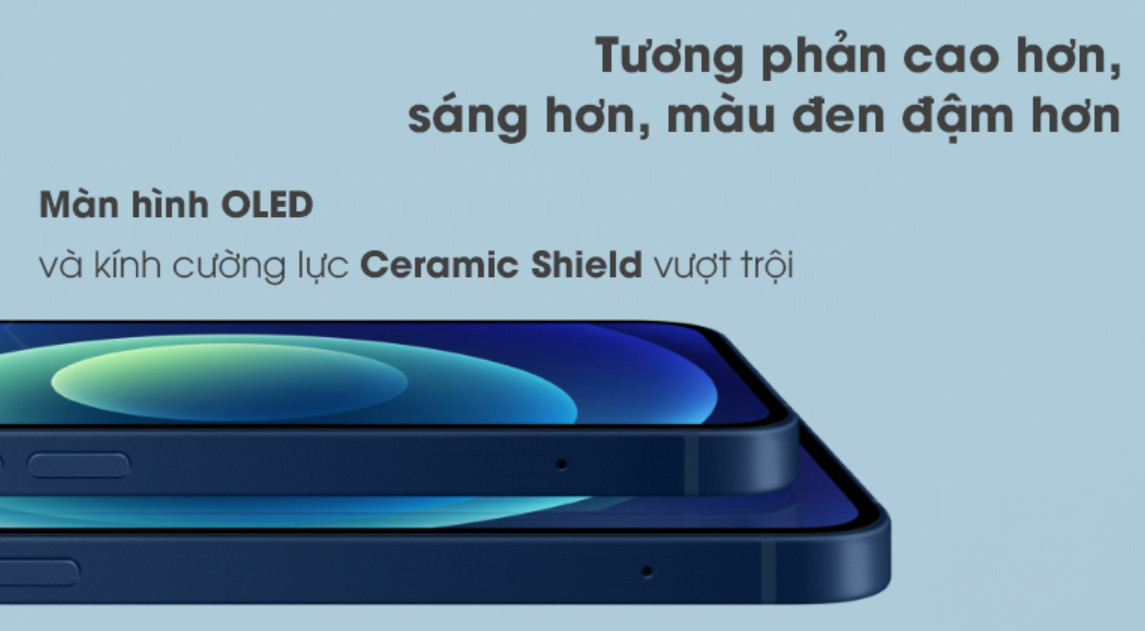 Tương phản cao hơn,
sáng hơn, màu đen đậm hơn
Màn hình OLED
và kính cường lực Ceramic Shield vượt trội